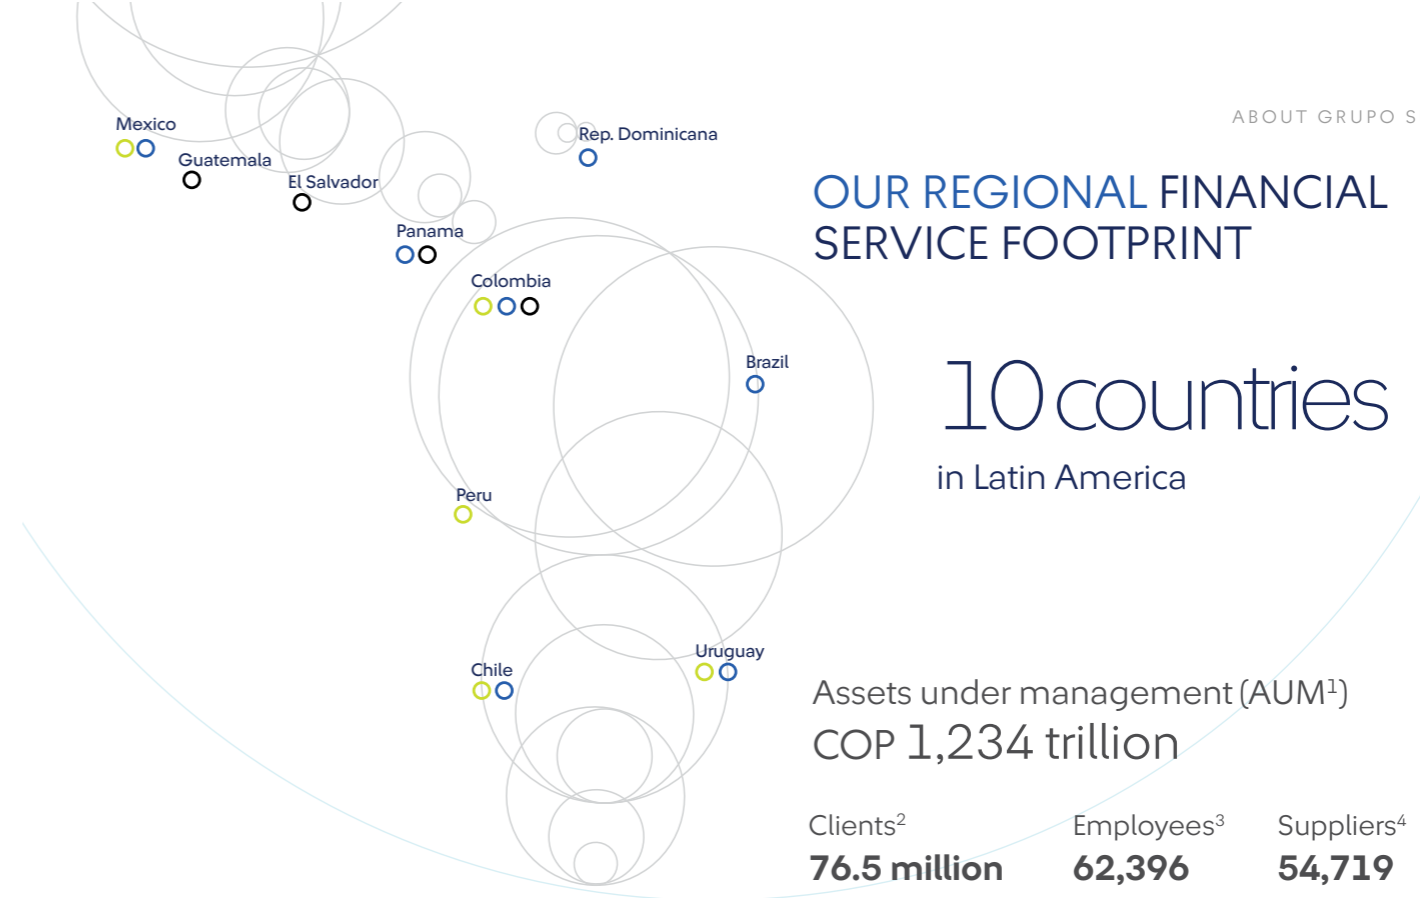 ABOUT GRUPO S
Mexico
Guatemala
El Salvador
Rep. Dominicana
Panama
Colombia
Brazil
Peru
Chile
Uruguay
OUR REGIONAL FINANCIAL
SERVICE FOOTPRINT
10 countries
in Latin America
Assets under management (AUM¹)
COP 1,234 trillion
Clients² Employees³ Suppliers⁴
76.5 million 62,396 54,719